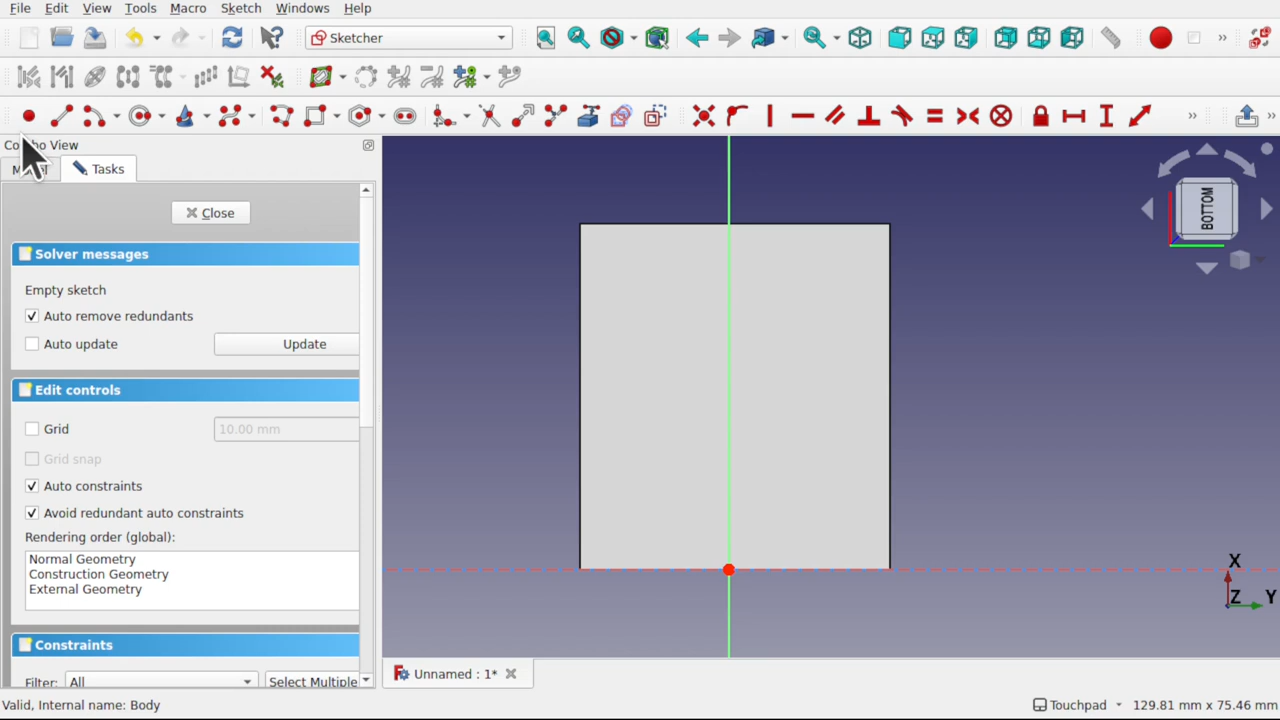 File Edit View Tools Macro Sketch Windows Help
Sketcher
Combo View
Tasks
Close
Solver messages
Empty sketch
Auto remove redundants
Auto update
Update
Edit controls
Grid
10.00 mm
Grid snap
Auto constraints
Avoid redundant auto constraints
Rendering order (global):
Normal Geometry
Construction Geometry
External Geometry
Constraints
Filter: All
Select Multiple
BOTTOM
X
Z Y
Unnamed : 1*
Valid, Internal name: Body
Touchpad
129.81 mm x 75.46 mm